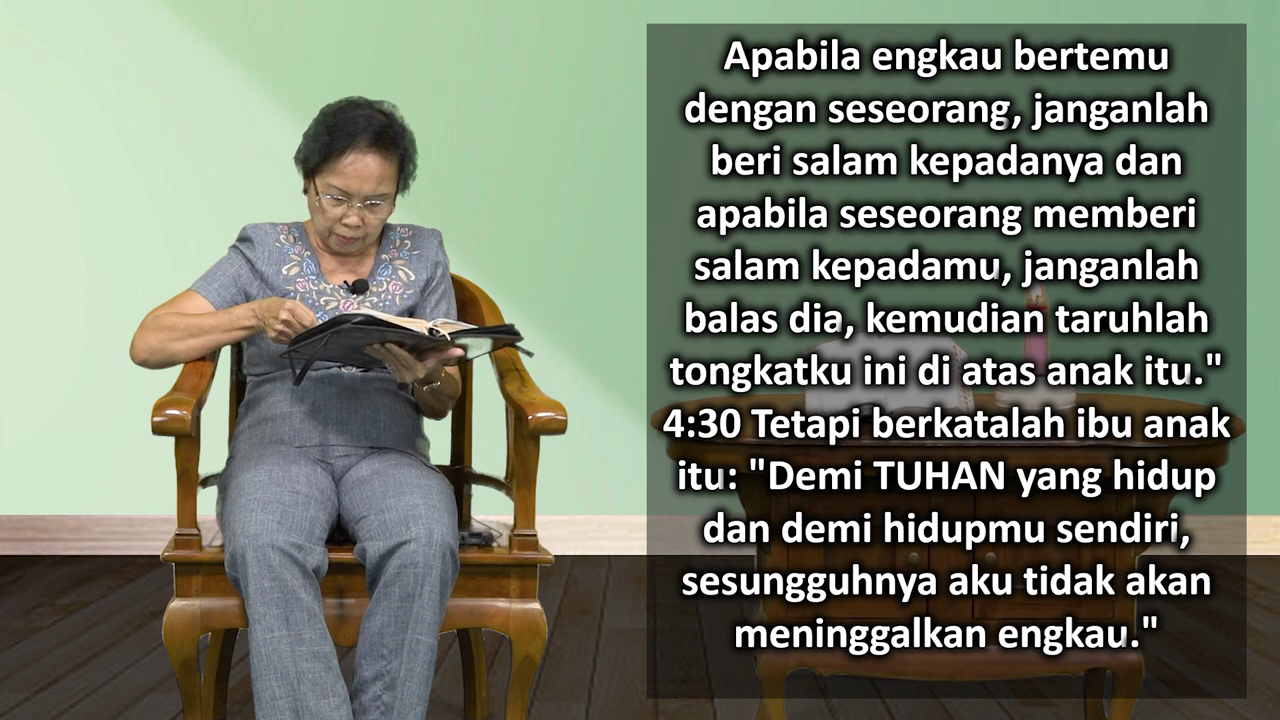 Apabila engkau bertemu
dengan seseorang, janganlah
beri salam kepadanya dan
apabila seseorang memberi
salam kepadamu, janganlah
balas dia, kemudian taruhlah
tongkatku ini di atas anak itu."
4:30 Tetapi berkatalah ibu anak
itu: "Demi TUHAN yang hidup
dan demi hidupmu sendiri,
sesungguhnya aku tidak akan
meninggalkan engkau."